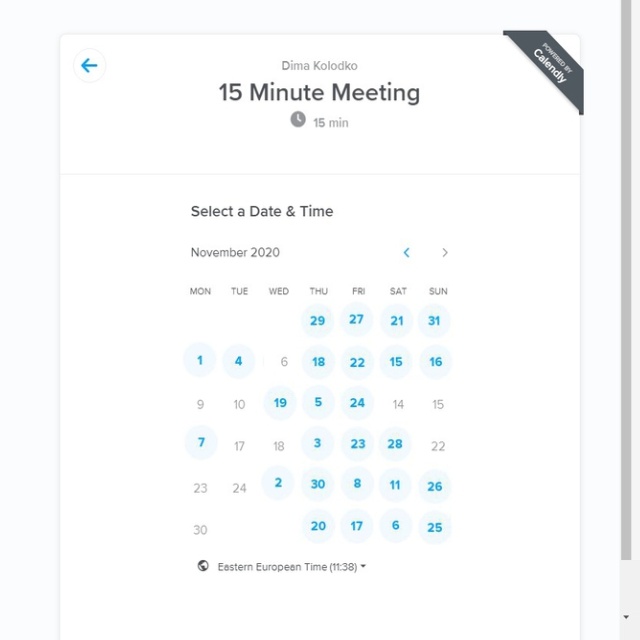 Dima Kolodko
15 Minute Meeting
15 min
POWERED BY
Calendly
Select a Date & Time
November 2020
MON TUE WED THU FRI SAT SUN
29 27 21 31
1 4 6 18 22 15 16
9 10 19 5 24 14 15
7 17 18 3 23 28 22
23 24 2 30 8 11 26
30 20 17 6 25
Eastern European Time (11:38)